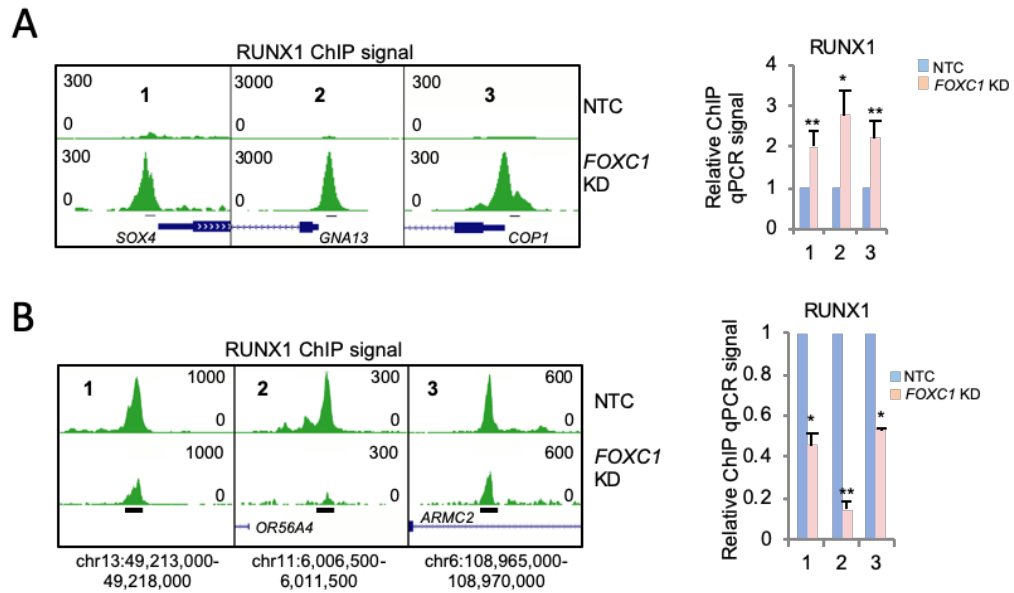 A
RUNX1 ChIP signal
300
1
0
3000
2
0
300
3
0
NTC
300
0
3000
0
300
0
FOXC1
KD
SOX4
GNA13
COP1
RUNX1
Relative ChIP
qPCR signal
4
3
2
1
0
**
*
**
1 2 3
NTC
FOXC1 KD
B
RUNX1 ChIP signal
1
1000
0
2
300
0
3
600
0
NTC
1000
0
300
0
600
0
FOXC1
KD
OR56A4
ARMC2
chr13:49,213,000-
49,218,000
chr11:6,006,500-
6,011,500
chr6:108,965,000-
108,970,000
RUNX1
Relative ChIP qPCR signal
1
0.8
0.6
0.4
0.2
0
*
**
*
1 2 3
NTC
FOXC1 KD